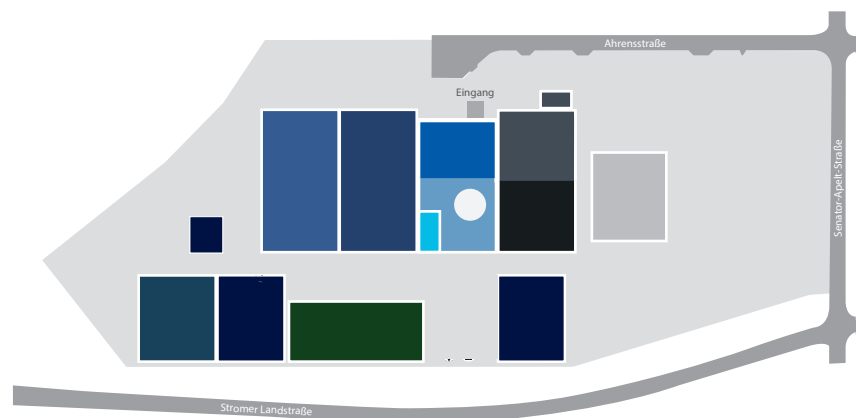 Ahrensstraße
Eingang
Senator-Apelt-Straße
Stromer Landstraße